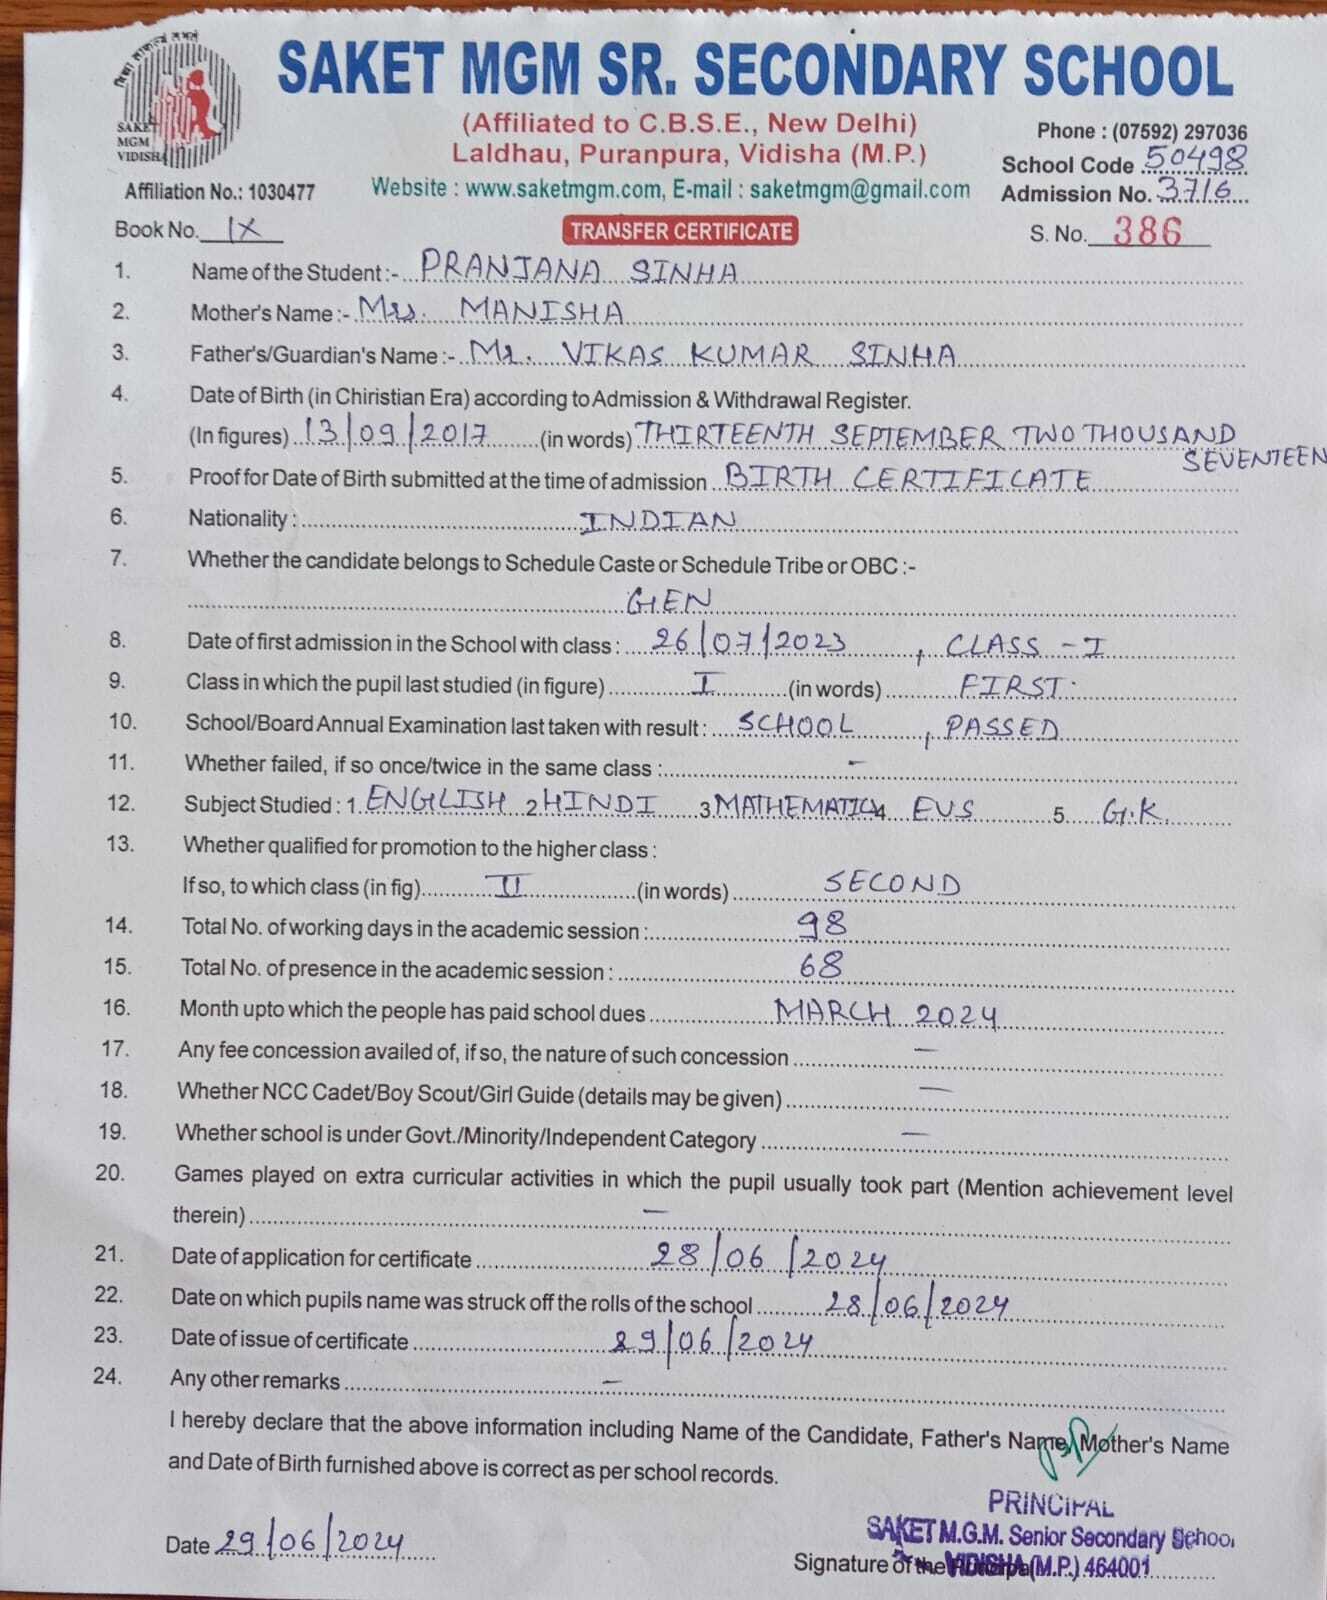 SAKET MGM SR. SECONDARY SCHOOL
SAKET
MGM
VIDISHA
(Affiliated to C.B.S.E., New Delhi)
Laldhau, Puranpura, Vidisha (M.P.)
Phone : (07592) 297036
School Code 50498
Affiliation No.: 1030477
Website : www.saketmgm.com, E-mail : saketmgm@gmail.com
Admission No. 3716
Book No. IX
TRANSFER CERTIFICATE
S. No. 386
1. Name of the Student :- PRANJANA SINHA
2. Mother's Name :- Mrs. MANISHA
3. Father's/Guardian's Name :- Mr. VIKAS KUMAR SINHA
4. Date of Birth (in Chiristian Era) according to Admission & Withdrawal Register.
(In figures) 13/09/2017 (in words) THIRTEENTH SEPTEMBER TWO THOUSAND
SEVENTEEN
5. Proof for Date of Birth submitted at the time of admission BIRTH CERTIFICATE
6. Nationality : INDIAN
7. Whether the candidate belongs to Schedule Caste or Schedule Tribe or OBC :-
GEN
8. Date of first admission in the School with class : 26/07/2023 , CLASS - I
9. Class in which the pupil last studied (in figure) I (in words) FIRST
10. School/Board Annual Examination last taken with result : SCHOOL , PASSED
11. Whether failed, if so once/twice in the same class : -
12. Subject Studied : 1. ENGLISH 2 HINDI 3 MATHEMATICS 4 EVS 5. G.K.
13. Whether qualified for promotion to the higher class :
If so, to which class (in fig) II (in words) SECOND
14. Total No. of working days in the academic session : 98
15. Total No. of presence in the academic session : 68
16. Month upto which the people has paid school dues MARCH 2024
17. Any fee concession availed of, if so, the nature of such concession -
18. Whether NCC Cadet/Boy Scout/Girl Guide (details may be given) -
19. Whether school is under Govt./Minority/Independent Category -
20. Games played on extra curricular activities in which the pupil usually took part (Mention achievement level
therein) -
21. Date of application for certificate 28/06/2024
22. Date on which pupils name was struck off the rolls of the school 28/06/2024
23. Date of issue of certificate 29/06/2024
24. Any other remarks -
I hereby declare that the above information including Name of the Candidate, Father's Name, Mother's Name
and Date of Birth furnished above is correct as per school records.
PRINCIPAL
SAKET M.G.M. Senior Secondary School
Date 29/06/2024
Signature of the VIDISHA (M.P.) 464001